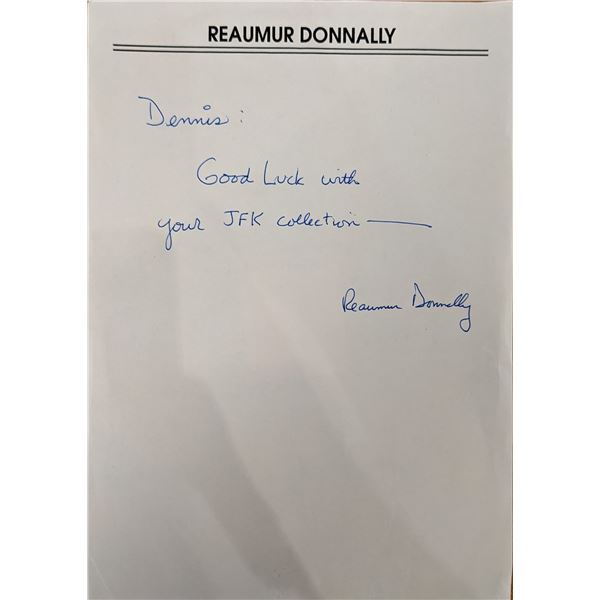 REAUMUR DONNALLY
Dennis:
Good Luck with
your JFK collection —
Reaumur Donnally